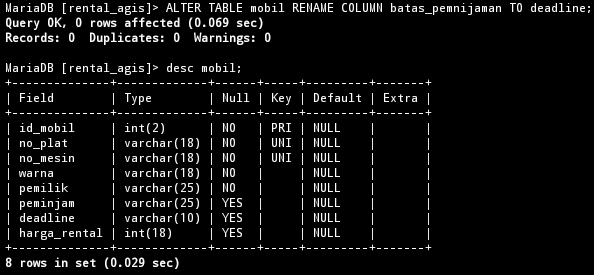 MariaDB [rental_agis]> ALTER TABLE mobil RENAME COLUMN batas_pemnijaman TO deadline;
Query OK, 0 rows affected (0.069 sec)
Records: 0  Duplicates: 0  Warnings: 0

MariaDB [rental_agis]> desc mobil;
+--------------+-------------+------+-----+---------+-------+
| Field        | Type        | Null | Key | Default | Extra |
+--------------+-------------+------+-----+---------+-------+
| id_mobil     | int(2)      | NO   | PRI | NULL    |       |
| no_plat      | varchar(18) | NO   | UNI | NULL    |       |
| no_mesin     | varchar(18) | NO   | UNI | NULL    |       |
| warna        | varchar(18) | NO   |     | NULL    |       |
| pemilik      | varchar(25) | NO   |     | NULL    |       |
| peminjam     | varchar(25) | YES  |     | NULL    |       |
| deadline     | varchar(10) | YES  |     | NULL    |       |
| harga_rental | int(18)     | YES  |     | NULL    |       |
+--------------+-------------+------+-----+---------+-------+
8 rows in set (0.029 sec)